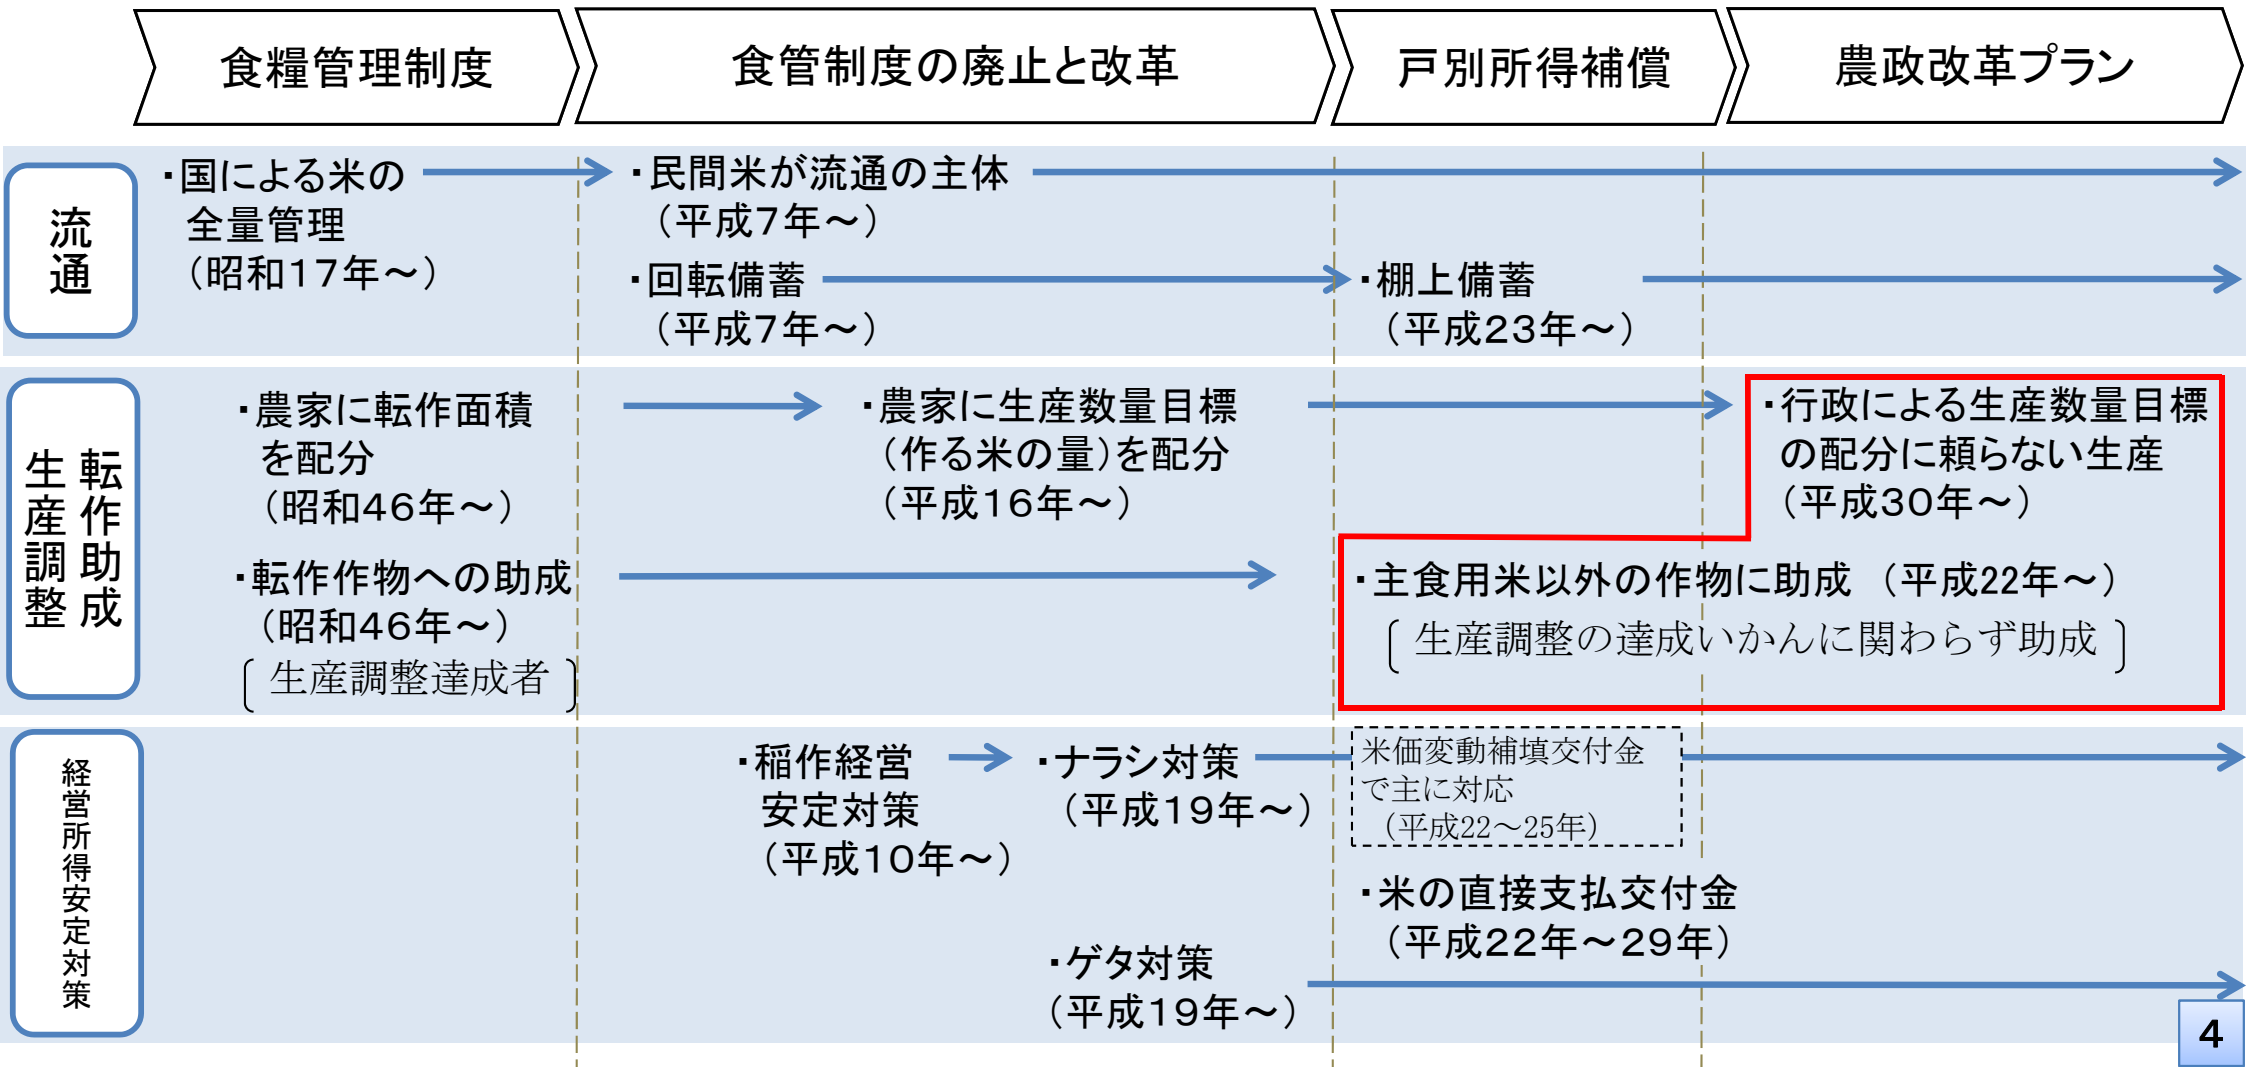 食糧管理制度
食管制度の廃止と改革
戸別所得補償
農政改革プラン
流通
・国による米の
全量管理
（昭和17年～）
・民間米が流通の主体
（平成7年～）
・回転備蓄
（平成7年～）
・棚上備蓄
（平成23年～）
転作助成
生産調整
・農家に転作面積
を配分
（昭和46年～）
・農家に生産数量目標
（作る米の量）を配分
（平成16年～）
・行政による生産数量目標
の配分に頼らない生産
（平成30年～）
・転作作物への助成
（昭和46年～）
〔 生産調整達成者 〕
・主食用米以外の作物に助成 （平成22年～）
〔 生産調整の達成いかんに関わらず助成 〕
経営所得安定対策
・稲作経営
安定対策
（平成10年～）
・ナラシ対策
（平成19年～）
米価変動補填交付金
で主に対応
（平成22～25年）
・米の直接支払交付金
（平成22年～29年）
・ゲタ対策
（平成19年～）
4